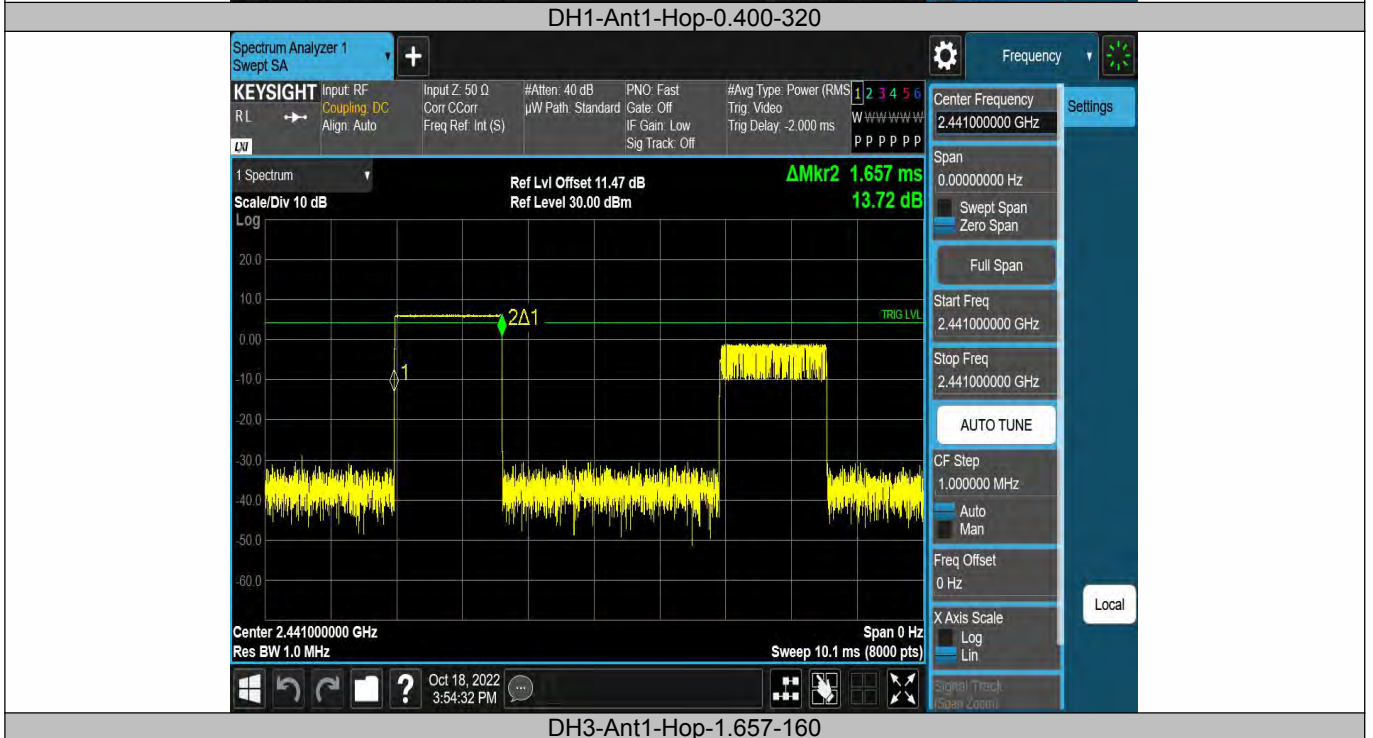 DH1-Ant1-Hop-0.400-320
Spectrum Analyzer 1
Swept SA
Frequency
KEYSIGHT
R L
LXI
Input: RF
Coupling: DC
Align: Auto
Input Z: 50 Ω
Corr CCorr
Freq Ref: Int (S)
#Atten: 40 dB
µW Path: Standard
PNO: Fast
Gate: Off
IF Gain: Low
Sig Track: Off
#Avg Type: Power (RMS
Trig: Video
Trig Delay: -2.000 ms
1 2 3 4 5 6
W W W W W W
P P P P P P
Center Frequency
2.441000000 GHz
Settings
1 Spectrum
Scale/Div 10 dB
Ref Lvl Offset 11.47 dB
Ref Level 30.00 dBm
ΔMkr2 1.657 ms
13.72 dB
Span
0.00000000 Hz
Swept Span
Zero Span
Full Span
Log
20.0
10.0
0.00
-10.0
-20.0
-30.0
-40.0
-50.0
-60.0
2Δ1
1
TRIG LVL
Start Freq
2.441000000 GHz
Stop Freq
2.441000000 GHz
AUTO TUNE
CF Step
1.000000 MHz
Auto
Man
Freq Offset
0 Hz
X Axis Scale
Log
Lin
Local
Signal Track
(Span Zoom)
Center 2.441000000 GHz
Res BW 1.0 MHz
Span 0 Hz
Sweep 10.1 ms (8000 pts)
?
Oct 18, 2022
3:54:32 PM
DH3-Ant1-Hop-1.657-160